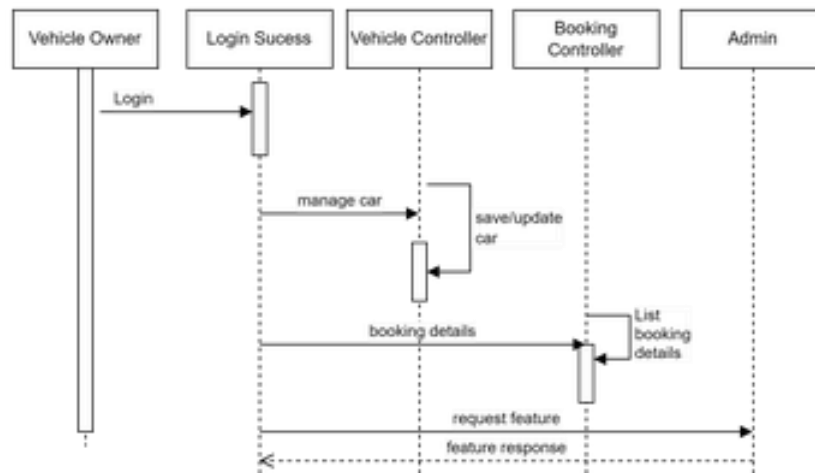 Vehicle Owner
Login Sucess
Vehicle Controller
Booking
Controller
Admin
Login
manage car
save/update
car
List
booking
details
booking details
request feature
feature response